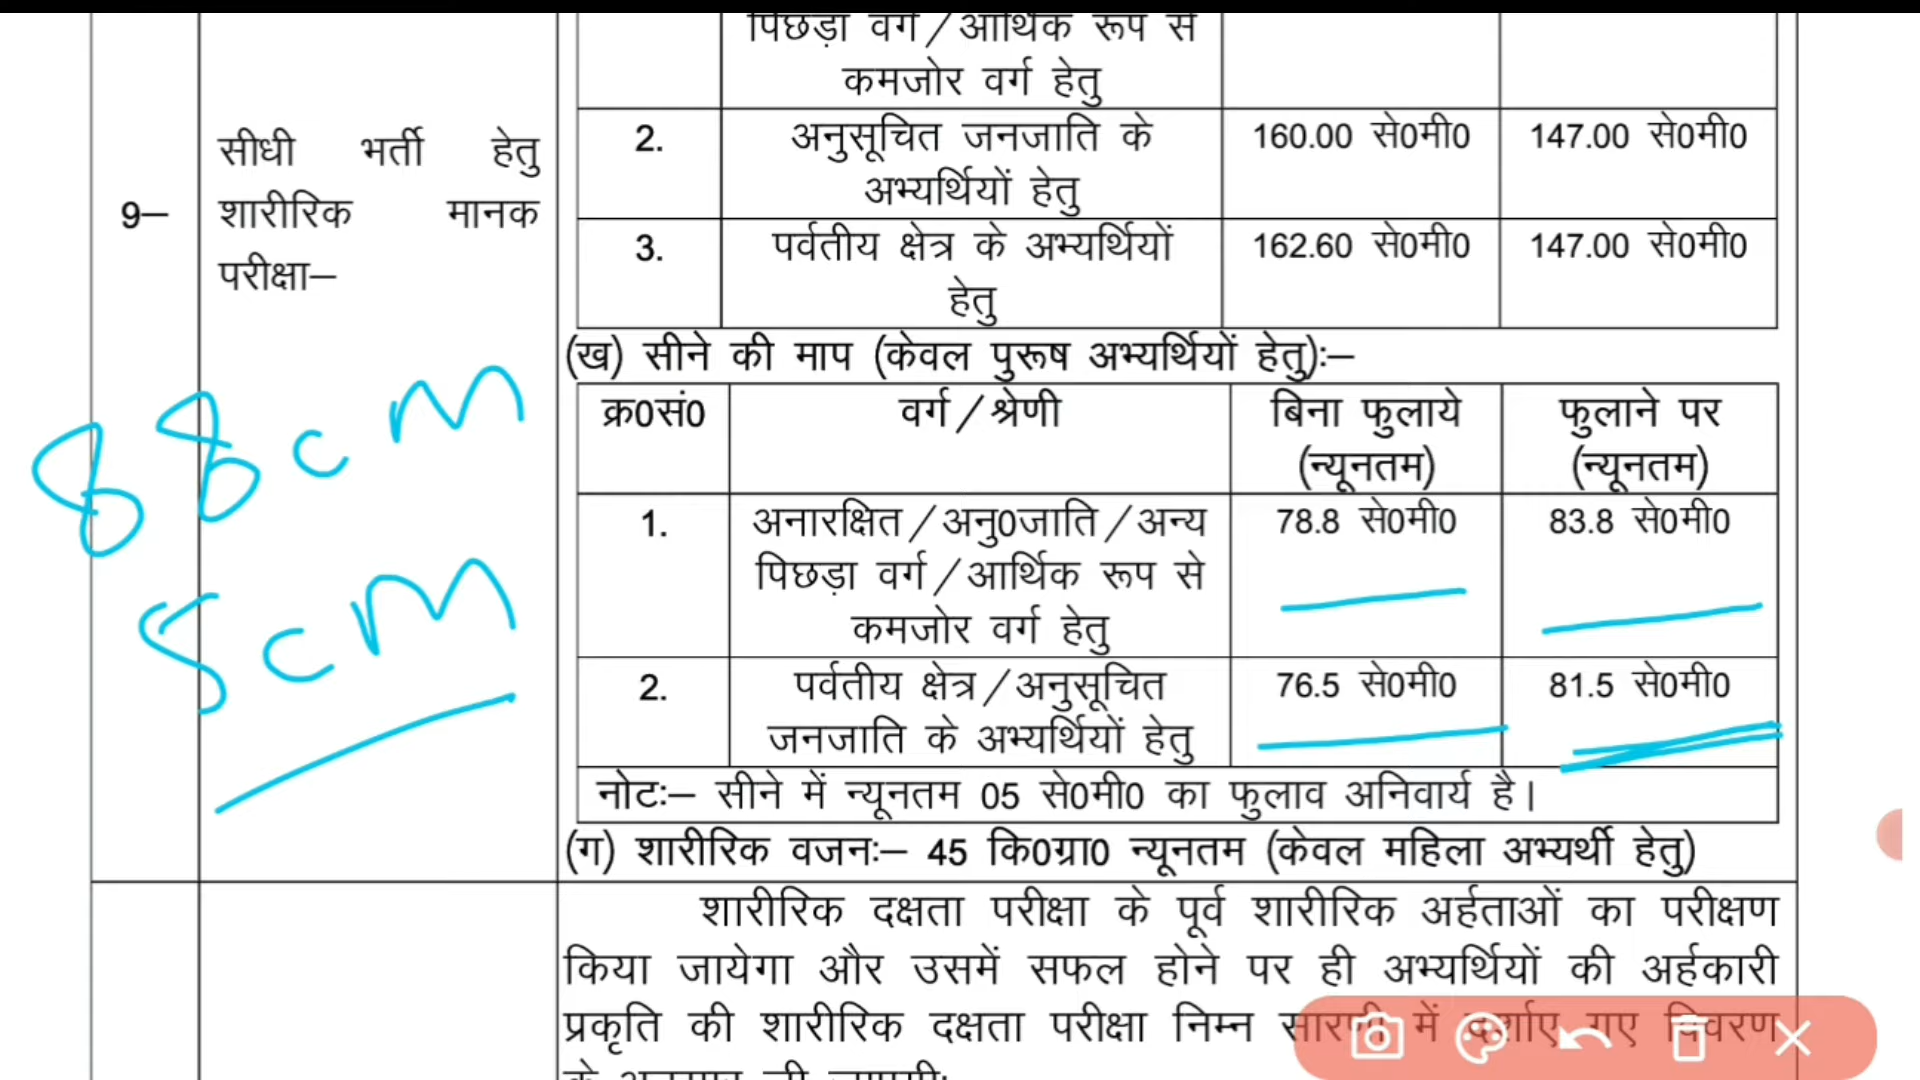 पिछड़ा वर्ग/आर्थिक रूप से
कमजोर वर्ग हेतु
2. अनुसूचित जनजाति के 160.00 से0मी0 147.00 से0मी0
अभ्यर्थियों हेतु
3. पर्वतीय क्षेत्र के अभ्यर्थियों 162.60 से0मी0 147.00 से0मी0
हेतु
9– सीधी भर्ती हेतु
शारीरिक मानक
परीक्षा–
88cm
5cm
(ख) सीने की माप (केवल पुरूष अभ्यर्थियों हेतु):–
क्र0सं0 वर्ग/श्रेणी बिना फुलाये फुलाने पर
(न्यूनतम) (न्यूनतम)
1. अनारक्षित/अनु0जाति/अन्य 78.8 से0मी0 83.8 से0मी0
पिछड़ा वर्ग/आर्थिक रूप से
कमजोर वर्ग हेतु
2. पर्वतीय क्षेत्र/अनुसूचित 76.5 से0मी0 81.5 से0मी0
जनजाति के अभ्यर्थियों हेतु
नोटः– सीने में न्यूनतम 05 से0मी0 का फुलाव अनिवार्य है।
(ग) शारीरिक वजनः– 45 कि0ग्रा0 न्यूनतम (केवल महिला अभ्यर्थी हेतु)
शारीरिक दक्षता परीक्षा के पूर्व शारीरिक अर्हताओं का परीक्षण
किया जायेगा और उसमें सफल होने पर ही अभ्यर्थियों की अर्हकारी
प्रकृति की शारीरिक दक्षता परीक्षा निम्न सारणी में दर्शाए गए विवरण